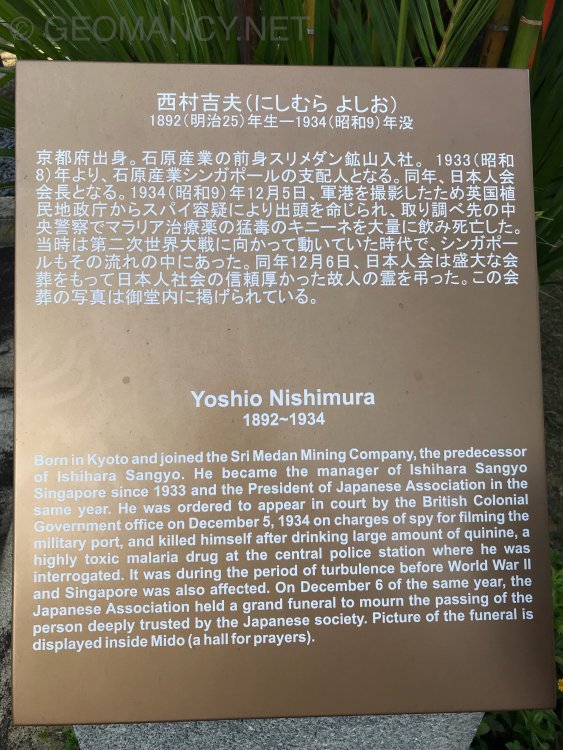 © GEOMANCY.NET
西村吉夫（にしむら よしお）
1892（明治25）年生ー1934（昭和9）年没
京都府出身。石原産業の前身スリメダン鉱山入社。 1933（昭和
8）年より、石原産業シンガポールの支配人となる。同年、日本人会
会長となる。1934（昭和9）年12月5日、軍港を撮影したため英国植
民地政庁からスパイ容疑により出頭を命じられ、取り調べ先の中
央警察でマラリア治療薬の猛毒のキニーネを大量に飲み死亡した。
当時は第二次世界大戦に向かって動いていた時代で、シンガポー
ルもその流れの中にあった。同年12月6日、日本人会は盛大な会
葬をもって日本人社会の信頼厚かった故人の霊を弔った。この会
葬の写真は御堂内に掲げられている。
Yoshio Nishimura
1892~1934
Born in Kyoto and joined the Sri Medan Mining Company, the predecessor
of Ishihara Sangyo. He became the manager of Ishihara Sangyo
Singapore since 1933 and the President of Japanese Association in the
same year. He was ordered to appear in court by the British Colonial
Government office on December 5, 1934 on charges of spy for filming the
military port, and killed himself after drinking large amount of quinine, a
highly toxic malaria drug at the central police station where he was
interrogated. It was during the period of turbulence before World War II
and Singapore was also affected. On December 6 of the same year, the
Japanese Association held a grand funeral to mourn the passing of the
person deeply trusted by the Japanese society. Picture of the funeral is
displayed inside Mido (a hall for prayers).